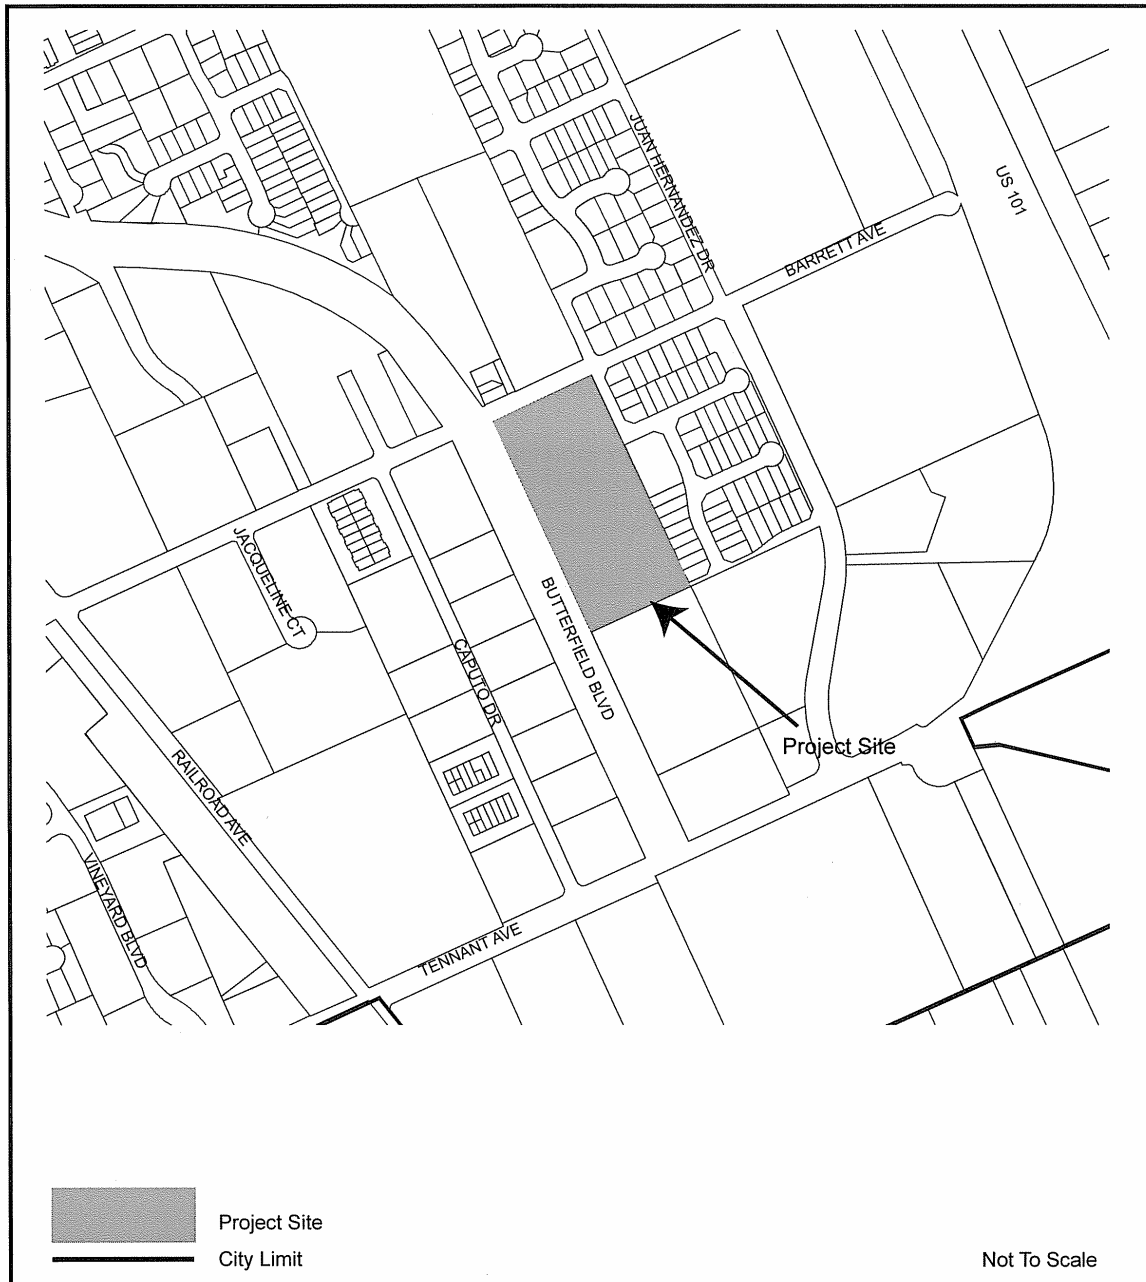 JUAN HERNANDEZ DR
US 101
BARRETT AVE
JACQUELINE CT
BUTTERFIELD BLVD
CAPUTO DR
Project Site
RAILROAD AVE
VINEYARD BLVD
TENNANT AVE
Project Site
City Limit
Not To Scale